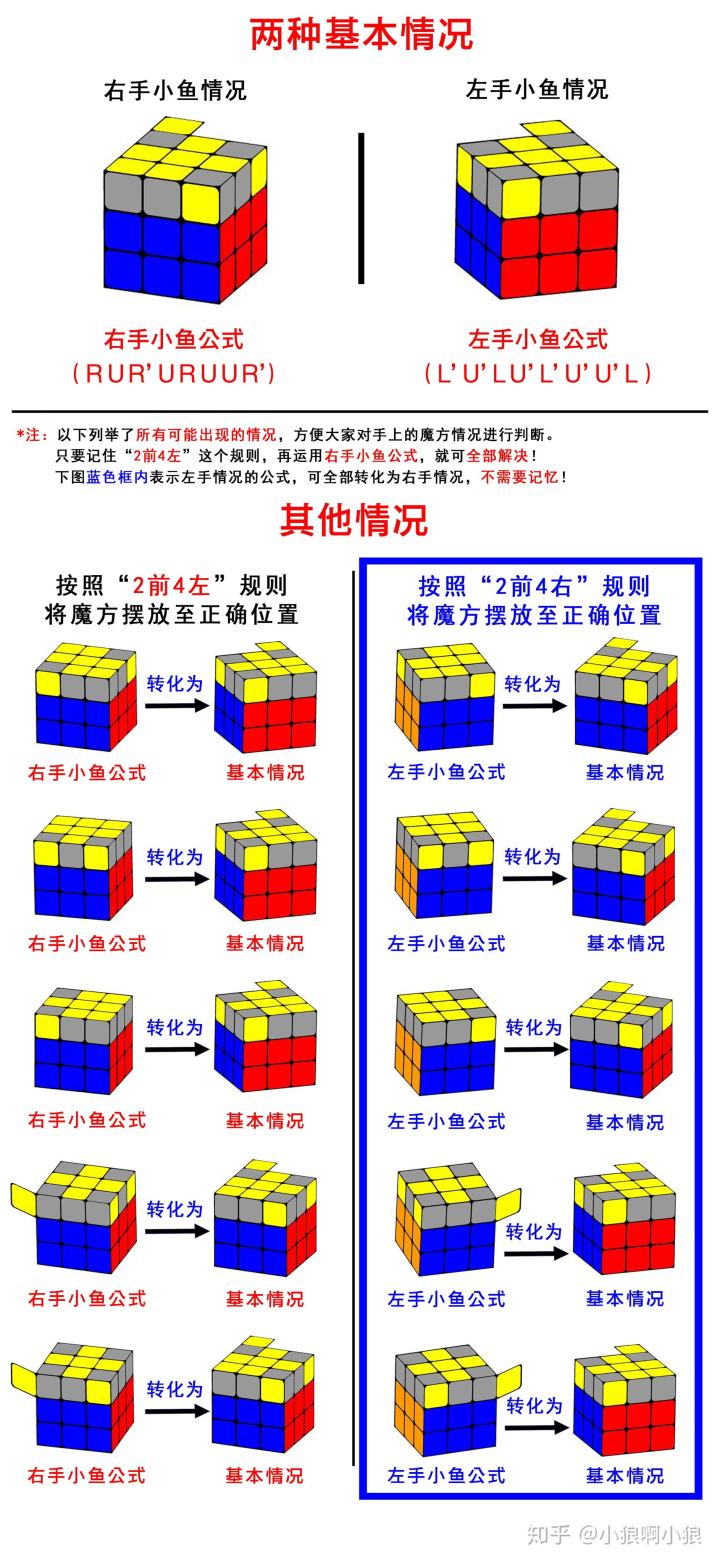 两种基本情况
右手小鱼情况
左手小鱼情况
右手小鱼公式
(RUR'URUUR')
左手小鱼公式
(L'U'LU'L'U'U'L)
*注：以下列举了所有可能出现的情况，方便大家对手上的魔方情况进行判断。
只要记住“2前4左”这个规则，再运用右手小鱼公式，就可全部解决！
下图蓝色框内表示左手情况的公式，可全部转化为右手情况，不需要记忆！
其他情况
按照“2前4左”规则
将魔方摆放至正确位置
按照“2前4右”规则
将魔方摆放至正确位置
转化为
转化为
右手小鱼公式
基本情况
左手小鱼公式
基本情况
转化为
转化为
右手小鱼公式
基本情况
左手小鱼公式
基本情况
转化为
转化为
右手小鱼公式
基本情况
左手小鱼公式
基本情况
转化为
转化为
右手小鱼公式
基本情况
左手小鱼公式
基本情况
转化为
转化为
右手小鱼公式
基本情况
左手小鱼公式
基本情况
知乎 @小狼啊小狼